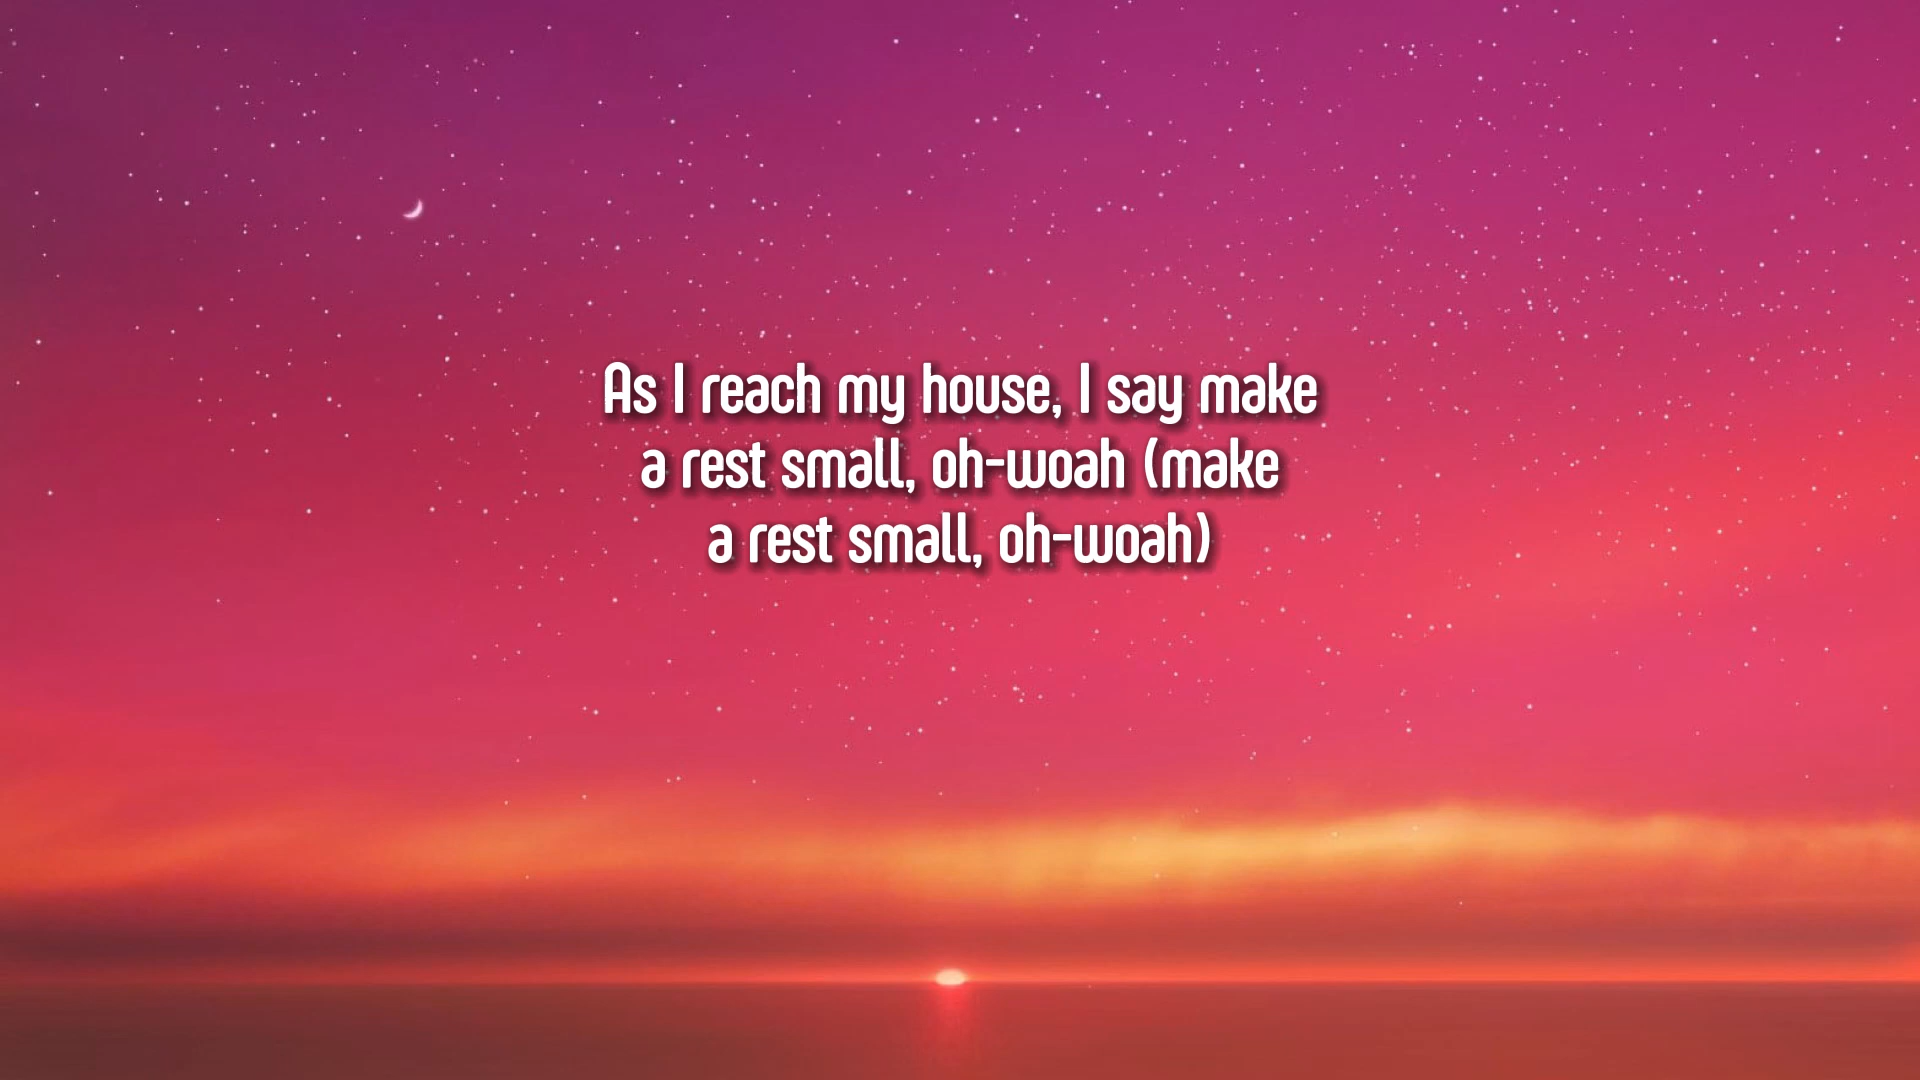 As I reach my house, I say make
a rest small, oh-woah (make
a rest small, oh-woah)